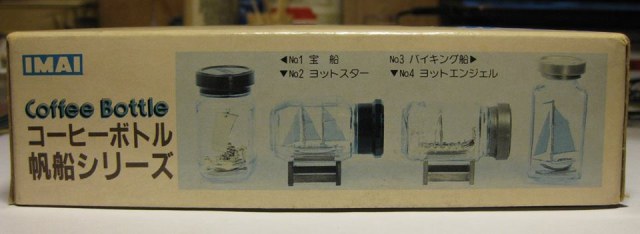 IMAI
Coffee Bottle
コーヒーボトル
帆船シリーズ
◀No1 宝 船
▼No2 ヨットスター
No3 バイキング船▶
▼No4 ヨットエンジェル